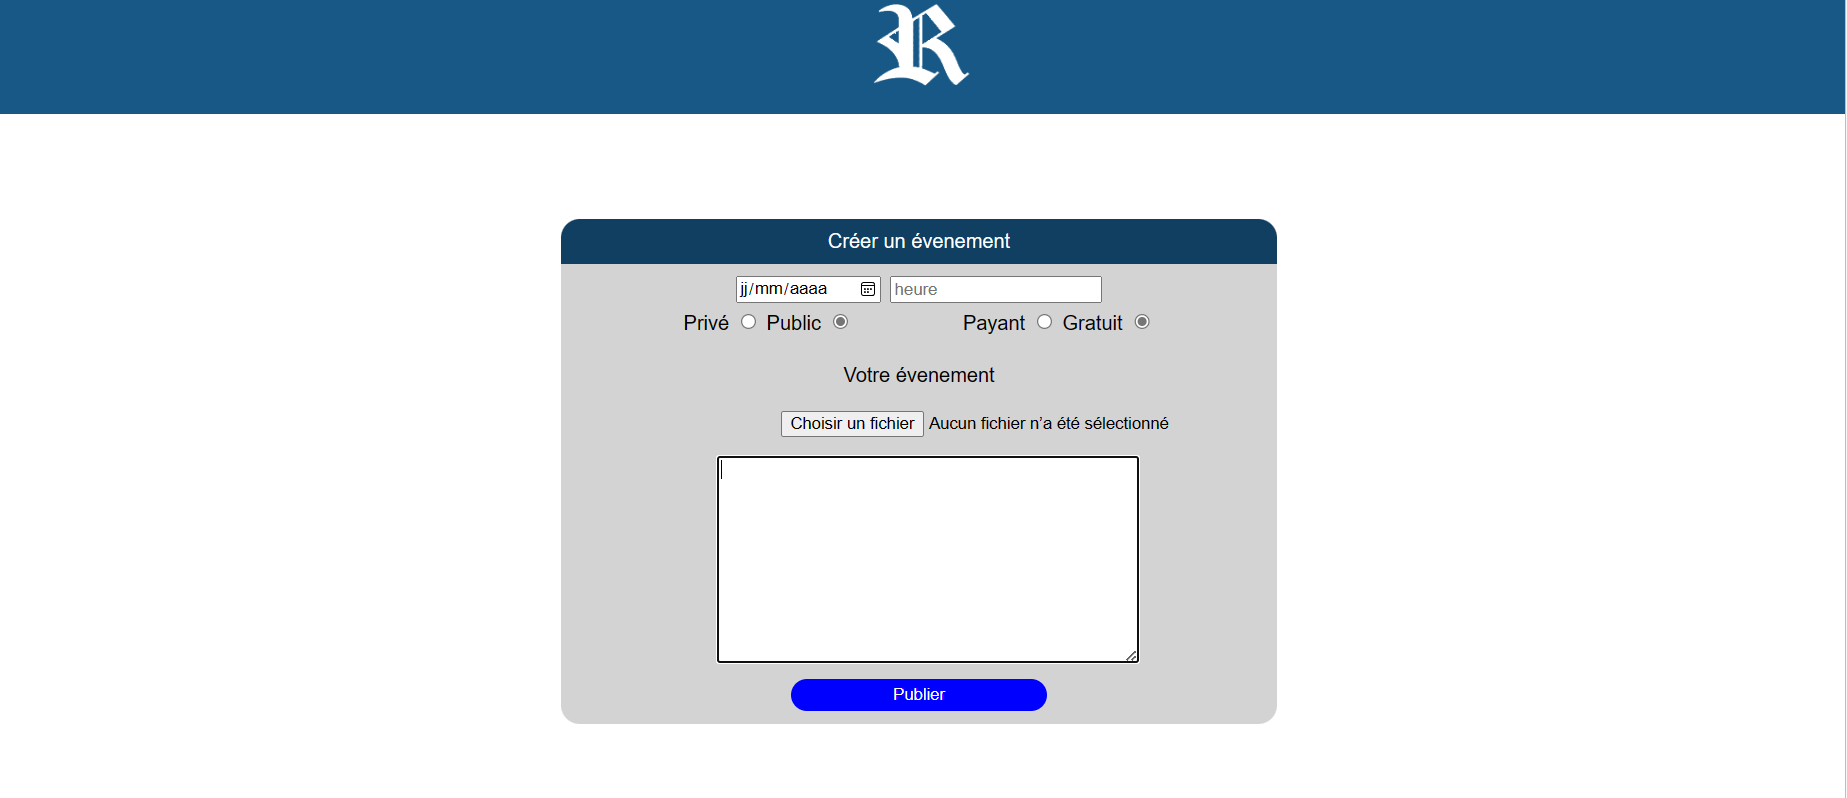 R
Créer un évenement
jj/mm/aaaa heure
Privé Public Payant Gratuit
Votre évenement
Choisir un fichier Aucun fichier n’a été sélectionné
Publier